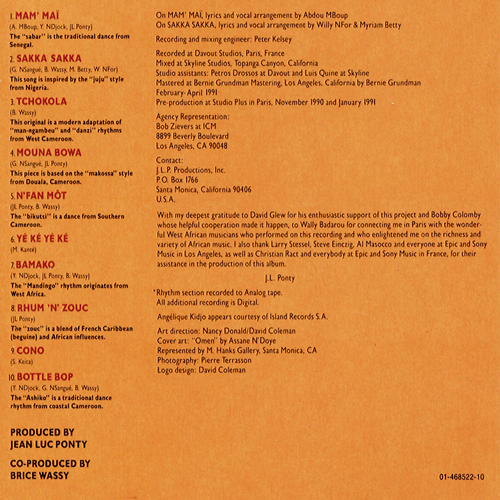 1. MAM' MAÏ
(A. MBoup, T. NDjock, JL Ponty)
The "sabar" is the traditional dance from
Senegal.
2. SAKKA SAKKA
(G. NSangué, B. Wassy, M. Betty, W. NFor)
This song is inspired by the "juju" style
from Nigeria.
3. TCHOKOLA
(B. Wassy)
This original is a modern adaptation of
"man-ngambeu" and "danzi" rhythms
from West Cameroon.
4. MOUNA BOWA
(G. NSangué, JL Ponty)
This piece is based on the "makossa" style
from Douala, Cameroon.
5. N'FAN MÔT
(JL Ponty, B. Wassy)
The "bikutsi" is a dance from Southern
Cameroon.
6. YÉ KÉ YÉ KÉ
(M. Kanté)
7. BAMAKO
(T. NDjock, JL Ponty, B. Wassy)
The "Mandingo" rhythm originates from
West Africa.
8. RHUM 'N' ZOUC
(JL Ponty)
The "zouc" is a blend of French Caribbean
(beguine) and African influences.
9. CONO
(S. Keita)
10. BOTTLE BOP
(T. NDjock, G. NSangué, B. Wassy)
The "Ashiko" is a traditional dance
rhythm from coastal Cameroon.
PRODUCED BY
JEAN LUC PONTY
CO-PRODUCED BY
BRICE WASSY
On MAM' MAÏ, lyrics and vocal arrangement by Abdou MBoup
On SAKKA SAKKA, lyrics and vocal arrangement by Willy NFor & Myriam Betty
Recording and mixing engineer: Peter Kelsey
Recorded at Davout Studios, Paris, France
Mixed at Skyline Studios, Topanga Canyon, California
Studio assistants: Petros Drossos at Davout and Luis Quine at Skyline
Mastered at Bernie Grundman Mastering, Los Angeles, California by Bernie Grundman
February-April 1991
Pre-production at Studio Plus in Paris, November 1990 and January 1991
Agency Representation:
Bob Zievers at ICM
8899 Beverly Boulevard
Los Angeles, CA 90048
Contact:
J.L.P. Productions, Inc.
P.O. Box 1766
Santa Monica, California 90406
U.S.A.
With my deepest gratitude to David Glew for his enthusiastic support of this project and Bobby Colomby
whose helpful cooperation made it happen, to Wally Badarou for connecting me in Paris with the wonder-
ful West African musicians who performed on this recording and who enlightened me on the richness and
variety of African music. I also thank Larry Stessel, Steve Einczig, Al Masocco and everyone at Epic and Sony
Music in Los Angeles, as well as Christian Ract and everybody at Epic and Sony Music in France, for their
assistance in the production of this album.
J.L. Ponty
*Rhythm section recorded to Analog tape.
All additional recording is Digital.
Angélique Kidjo appears courtesy of Island Records S.A.
Art direction: Nancy Donald/David Coleman
Cover art: "Omen" by Assane N'Doye
Represented by M. Hanks Gallery, Santa Monica, CA
Photography: Pierre Terrasson
Logo design: David Coleman
01-468522-10